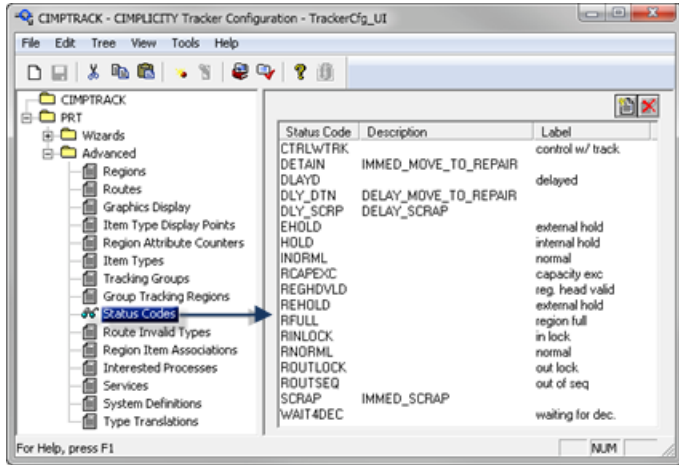 CIMPTRACK - CIMPLICITY Tracker Configuration - TrackerCfg_UI
File Edit Tree View Tools Help
CIMPTRACK
PRT
Wizards
Advanced
Regions
Routes
Graphics Display
Item Type Display Points
Region Attribute Counters
Item Types
Tracking Groups
Group Tracking Regions
Status Codes
Route Invalid Types
Region Item Associations
Interested Processes
Services
System Definitions
Type Translations
Status Code Description Label
CTRLWTRK control w/ track
DETAIN IMMED_MOVE_TO_REPAIR
DLAYD delayed
DLY_DTN DELAY_MOVE_TO_REPAIR
DLY_SCRP DELAY_SCRAP
EHOLD external hold
HOLD internal hold
INORML normal
RCAPEXC capacity exc
REGHDVLD reg. head valid
REHOLD external hold
RFULL region full
RINLOCK in lock
RNORML normal
ROUTLOCK out lock
ROUTSEQ out of seq
SCRAP IMMED_SCRAP
WAIT4DEC waiting for dec.
For Help, press F1 NUM